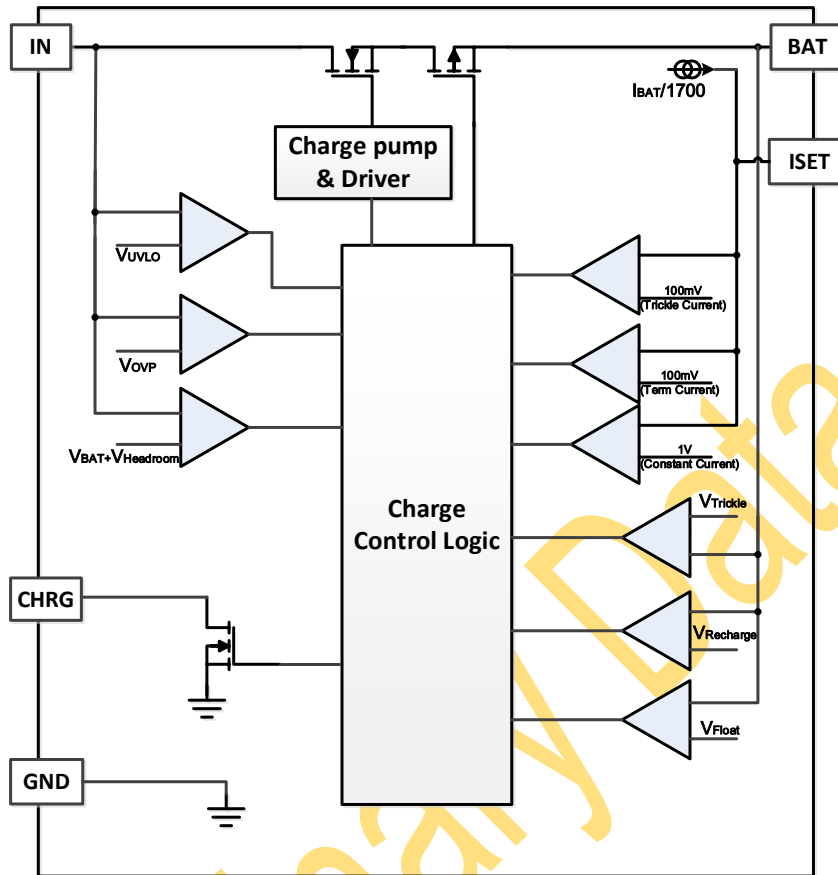 IN
BAT
IBAT/1700
ISET
Charge pump
& Driver
VUVLO
100mV
(Trickle Current)
VOVP
100mV
(Term Current)
VBAT+VHeadroom
1V
(Constant Current)
Charge
Control Logic
VTrickle
CHRG
VRecharge
VFloat
GND